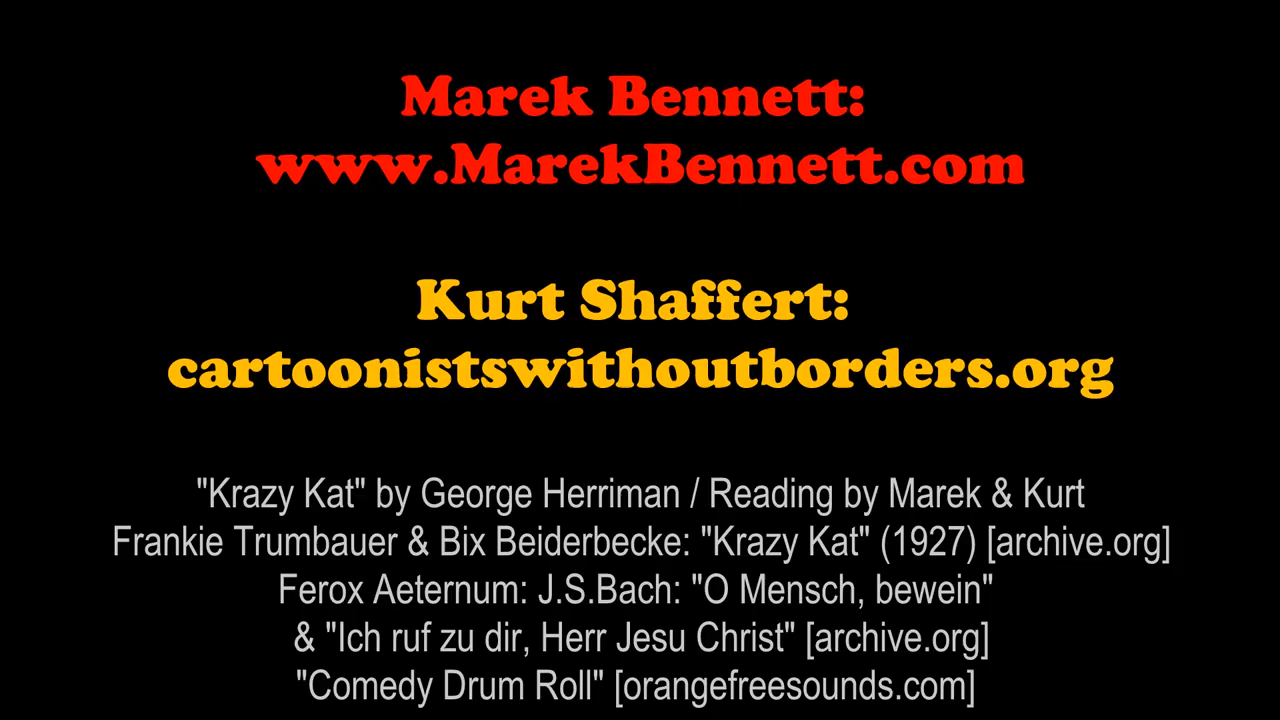 Marek Bennett:
www.MarekBennett.com
Kurt Shaffert:
cartoonistswithoutborders.org
"Krazy Kat" by George Herriman / Reading by Marek & Kurt
Frankie Trumbauer & Bix Beiderbecke: "Krazy Kat" (1927) [archive.org]
Ferox Aeternum: J.S.Bach: "O Mensch, bewein"
& "Ich ruf zu dir, Herr Jesu Christ" [archive.org]
"Comedy Drum Roll" [orangefreesounds.com]